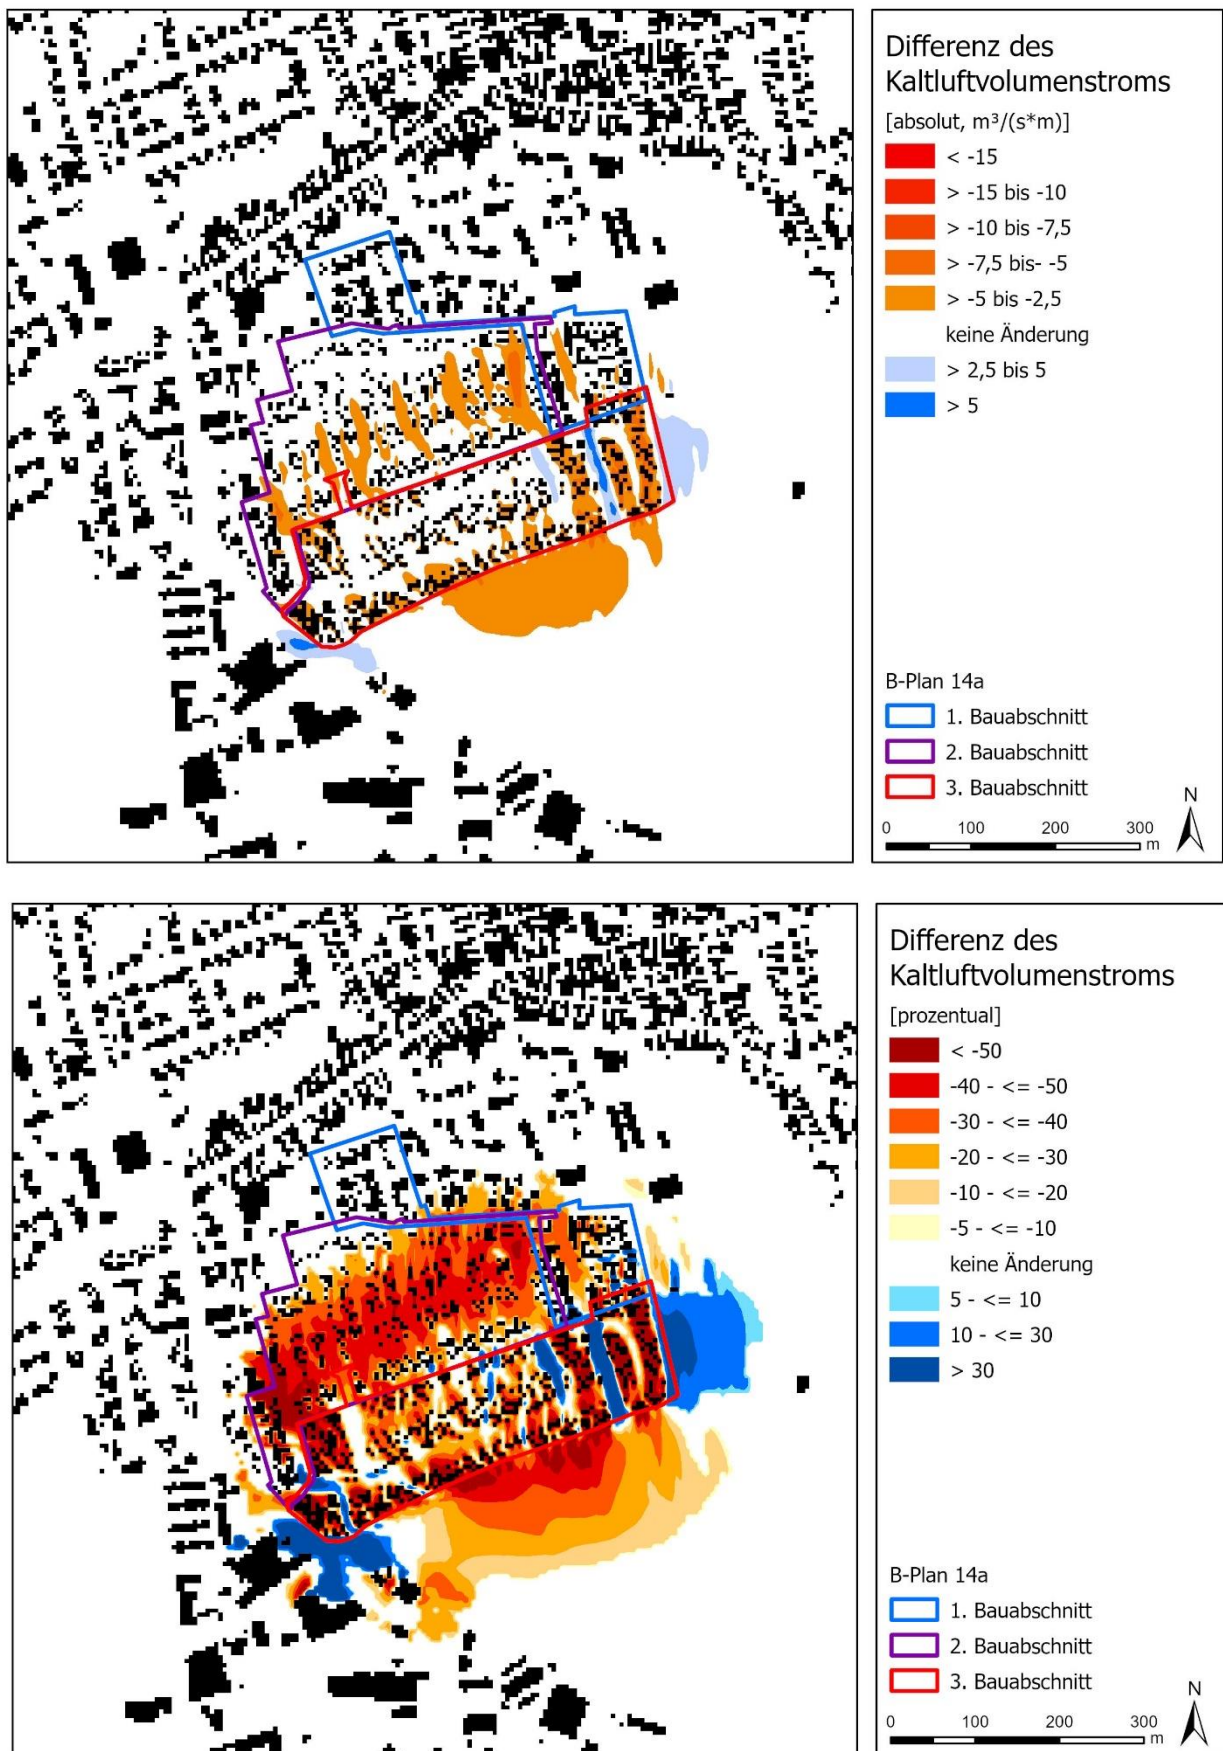 Differenz des
Kaltluftvolumenstroms
[absolut, m³/(s*m)]
< -15
> -15 bis -10
> -10 bis -7,5
> -7,5 bis- -5
> -5 bis -2,5
keine Änderung
> 2,5 bis 5
> 5
B-Plan 14a
1. Bauabschnitt
2. Bauabschnitt
3. Bauabschnitt
N
0 100 200 300
m
Differenz des
Kaltluftvolumenstroms
[prozentual]
< -50
-40 - <= -50
-30 - <= -40
-20 - <= -30
-10 - <= -20
-5 - <= -10
keine Änderung
5 - <= 10
10 - <= 30
> 30
B-Plan 14a
1. Bauabschnitt
2. Bauabschnitt
3. Bauabschnitt
N
0 100 200 300
m